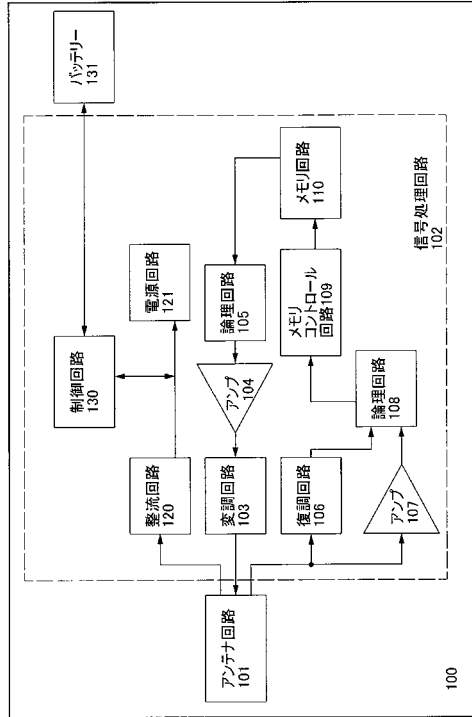 バッテリー
131
制御回路
130
電源回路
121
整流回路
120
論理回路
105
アンプ
104
変調回路
103
メモリ回路
110
メモリ
コントロール
回路109
論理回路
108
復調回路
106
アンプ
107
アンテナ回路
101
信号処理回路
102
100